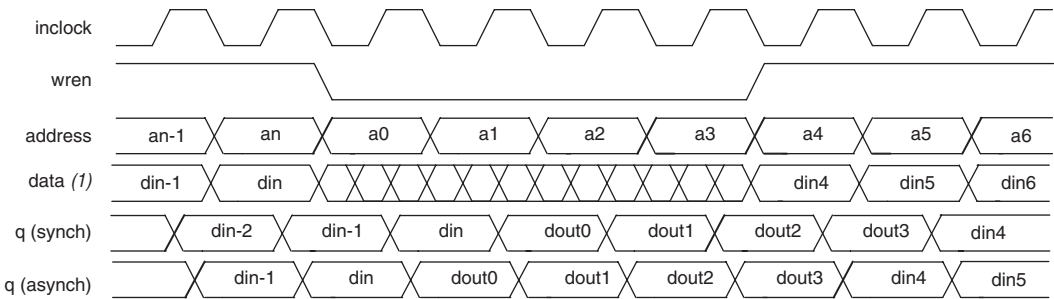 inclock
wren
address an-1 an a0 a1 a2 a3 a4 a5 a6
data (1) din-1 din din4 din5 din6
q (synch) din-2 din-1 din dout0 dout1 dout2 dout3 din4
q (asynch) din-1 din dout0 dout1 dout2 dout3 din4 din5